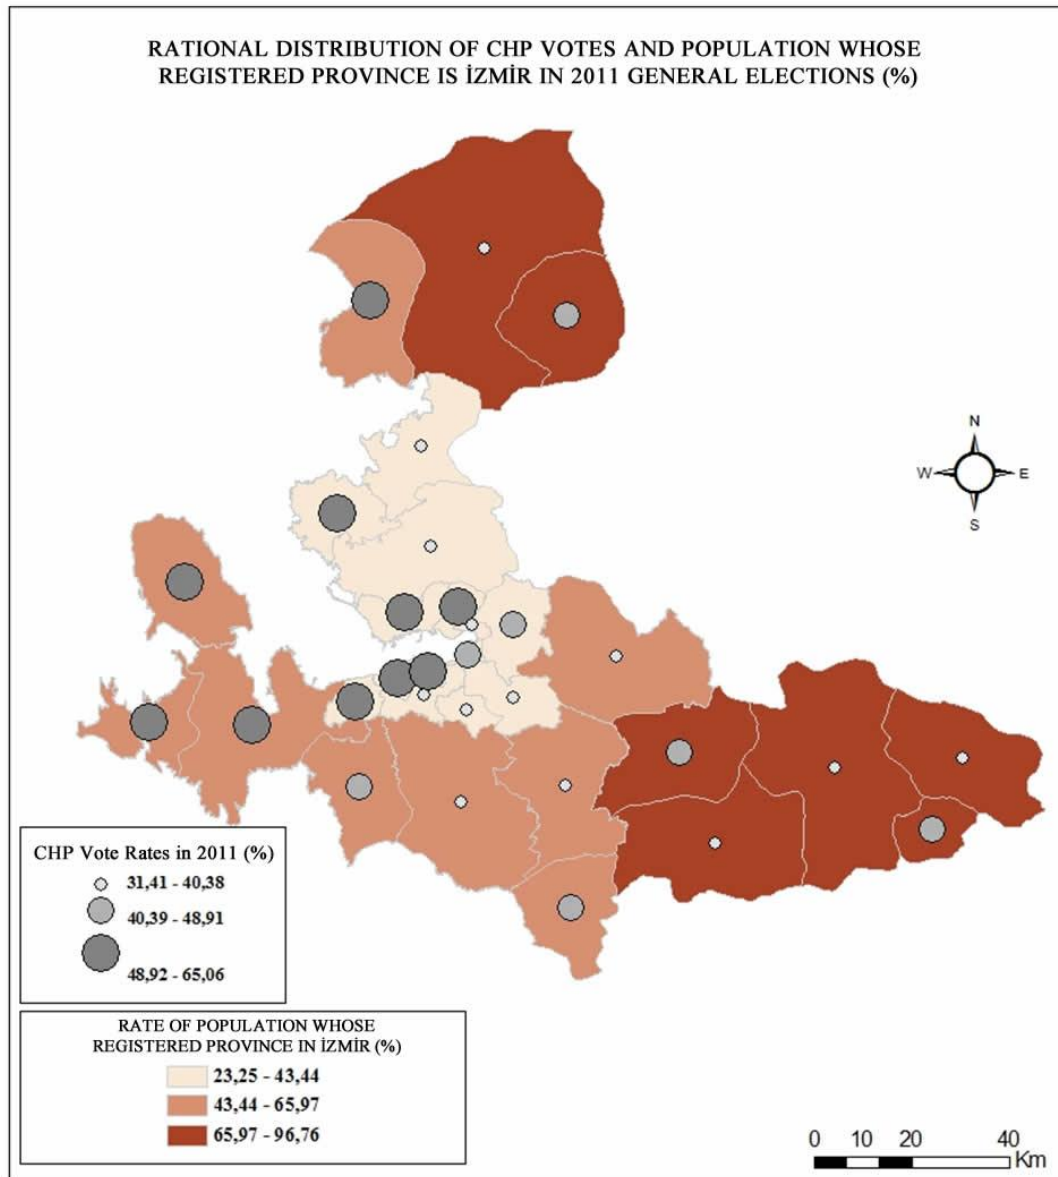 RATIONAL DISTRIBUTION OF CHP VOTES AND POPULATION WHOSE
REGISTERED PROVINCE IS İZMİR IN 2011 GENERAL ELECTIONS (%)
N
W
E
S
CHP Vote Rates in 2011 (%)
31,41 - 40,38
40,39 - 48,91
48,92 - 65,06
RATE OF POPULATION WHOSE
REGISTERED PROVINCE IN İZMİR (%)
23,25 - 43,44
43,44 - 65,97
65,97 - 96,76
0 10 20 40
Km